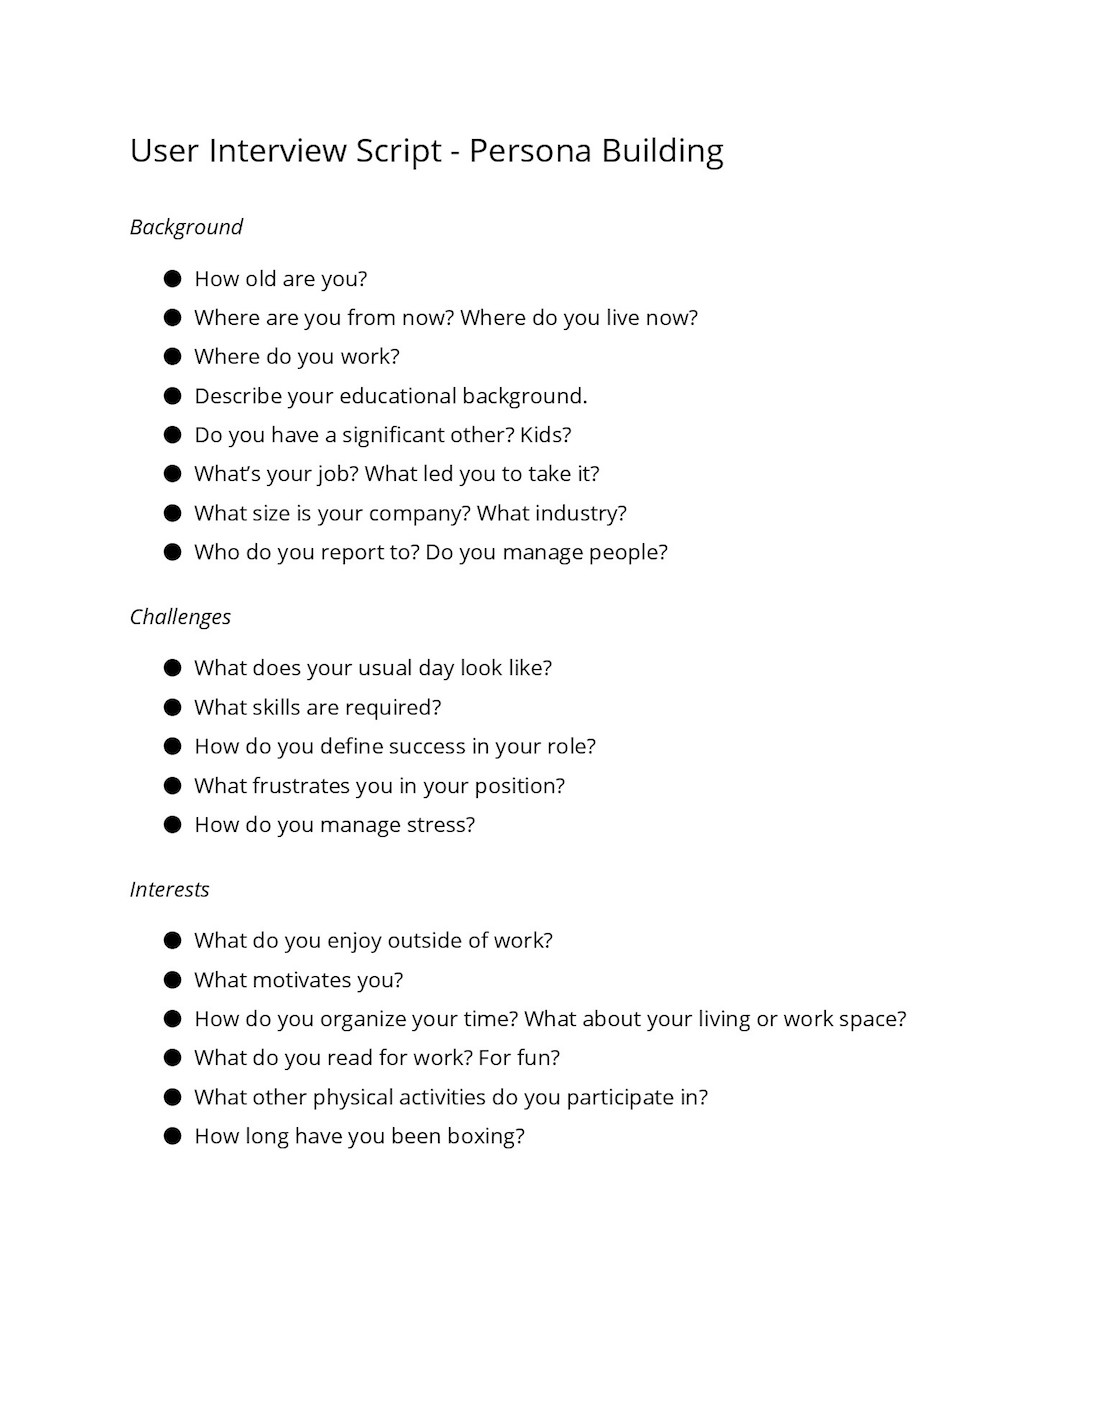 User Interview Script - Persona Building
Background
● How old are you?
● Where are you from now? Where do you live now?
● Where do you work?
● Describe your educational background.
● Do you have a significant other? Kids?
● What’s your job? What led you to take it?
● What size is your company? What industry?
● Who do you report to? Do you manage people?
Challenges
● What does your usual day look like?
● What skills are required?
● How do you define success in your role?
● What frustrates you in your position?
● How do you manage stress?
Interests
● What do you enjoy outside of work?
● What motivates you?
● How do you organize your time? What about your living or work space?
● What do you read for work? For fun?
● What other physical activities do you participate in?
● How long have you been boxing?